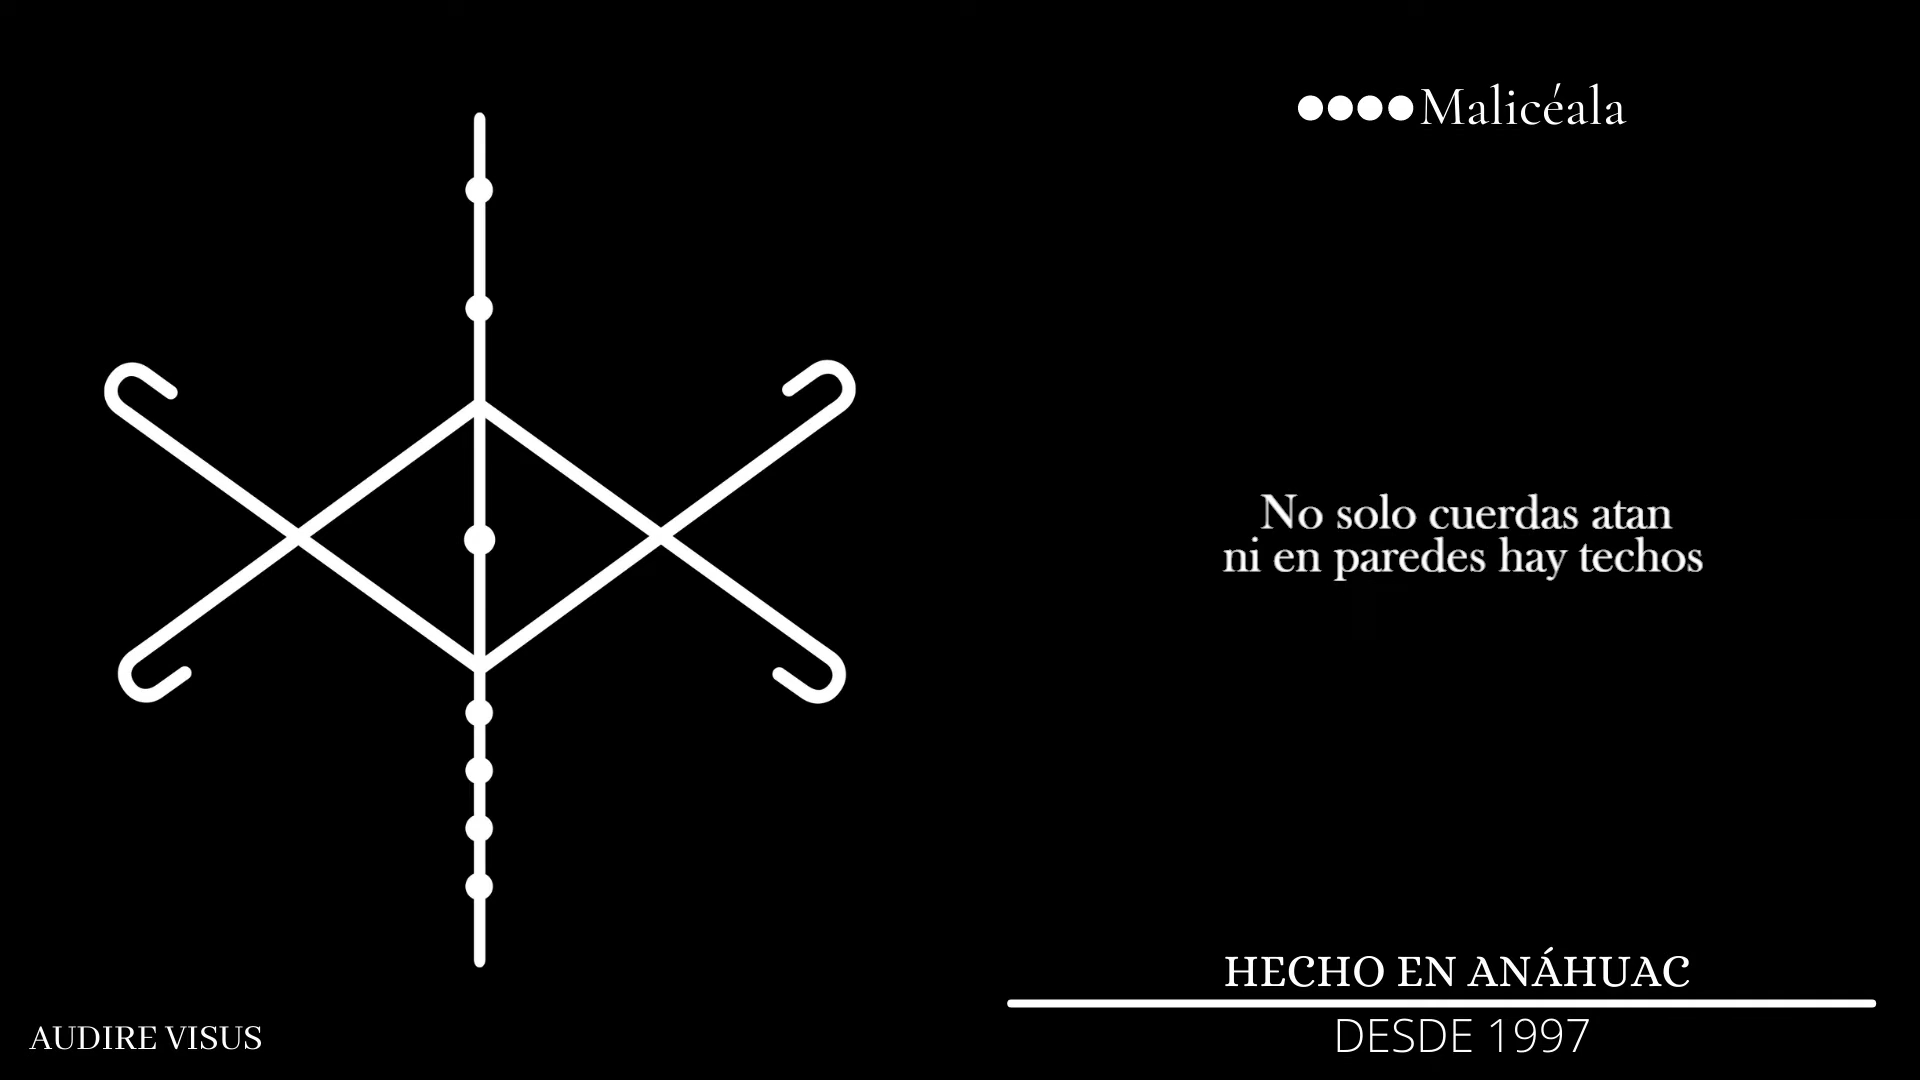 Malicéala
No solo cuerdas atan
ni en paredes hay techos
HECHO EN ANÁHUAC
DESDE 1997
AUDIRE VISUS